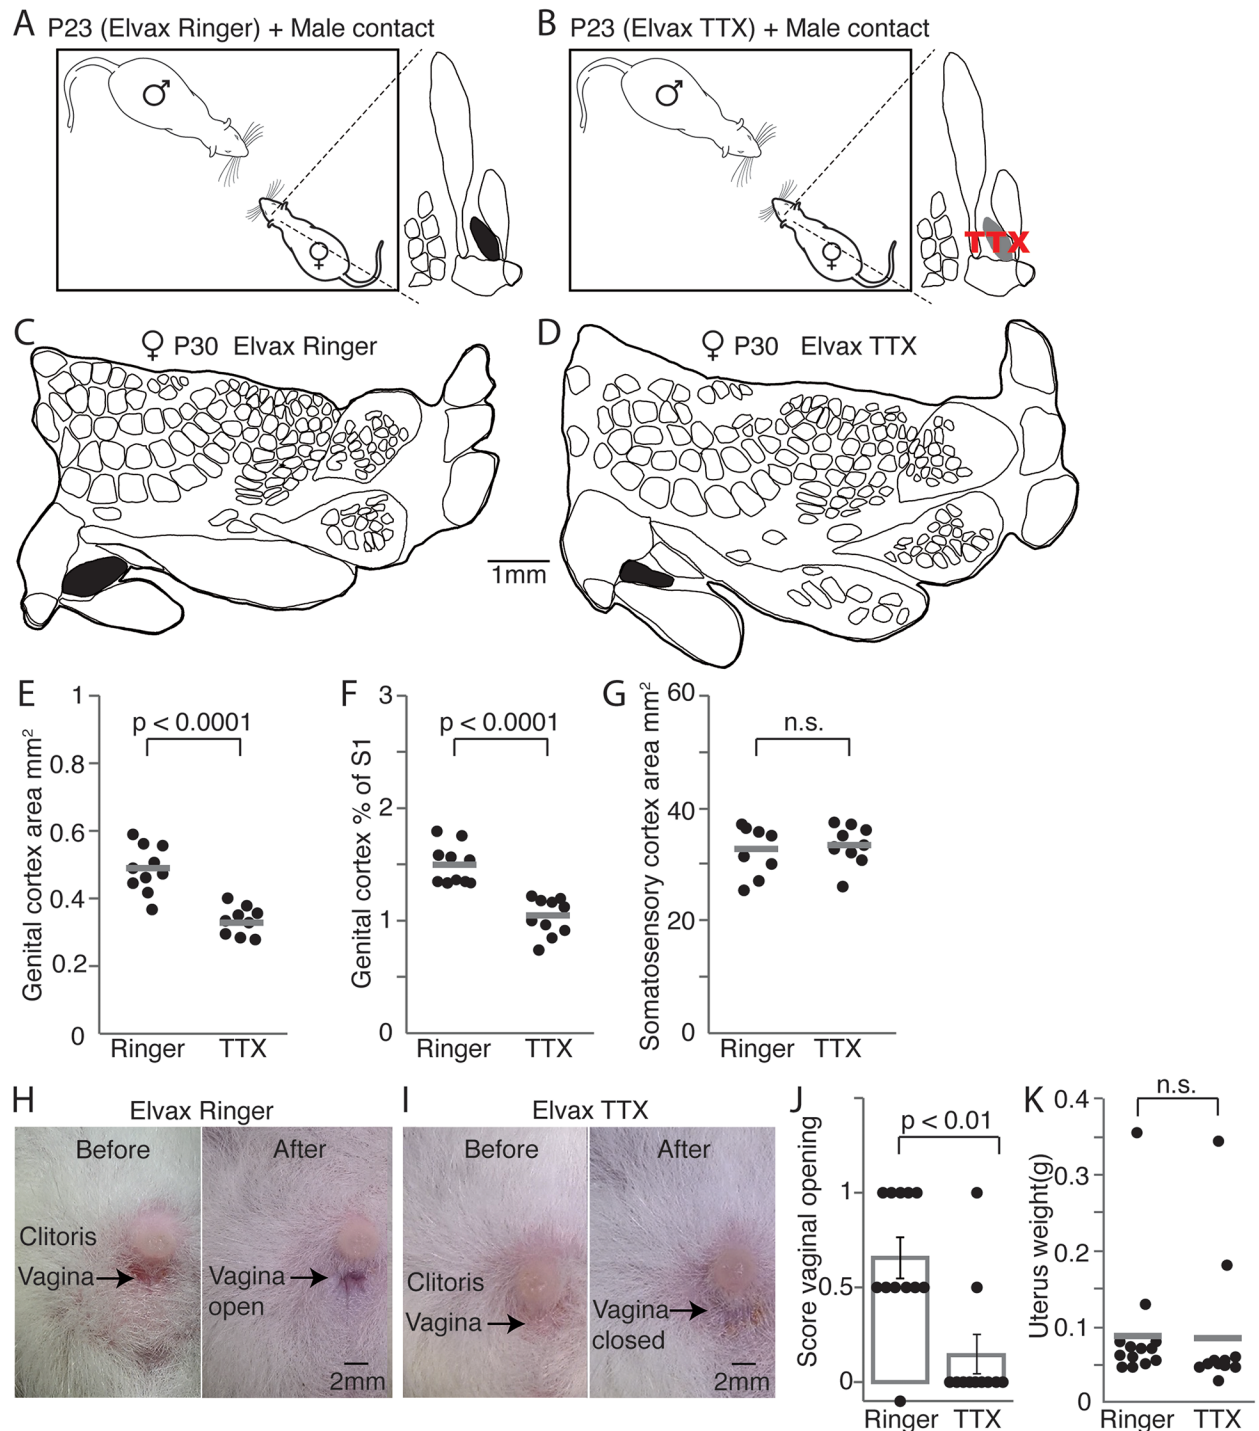 A P23 (Elvax Ringer) + Male contact
B P23 (Elvax TTX) + Male contact
♂
♀
♂
♀
TTX
C ♀ P30 Elvax Ringer
D ♀ P30 Elvax TTX
1mm
E
Genital cortex area mm²
1
0.8
0.6
0.4
0.2
0
p < 0.0001
Ringer TTX
F
Genital cortex % of S1
3
2
1
0
p < 0.0001
Ringer TTX
G
Somatosensory cortex area mm²
60
40
20
0
n.s.
Ringer TTX
H Elvax Ringer
Before
After
Clitoris
Vagina
Vagina
open
2mm
I Elvax TTX
Before
After
Clitoris
Vagina
Vagina
closed
2mm
J
Score vaginal opening
1
0.5
0
p < 0.01
Ringer TTX
K
Uterus weight(g)
0.4
0.3
0.2
0.1
0
n.s.
Ringer TTX